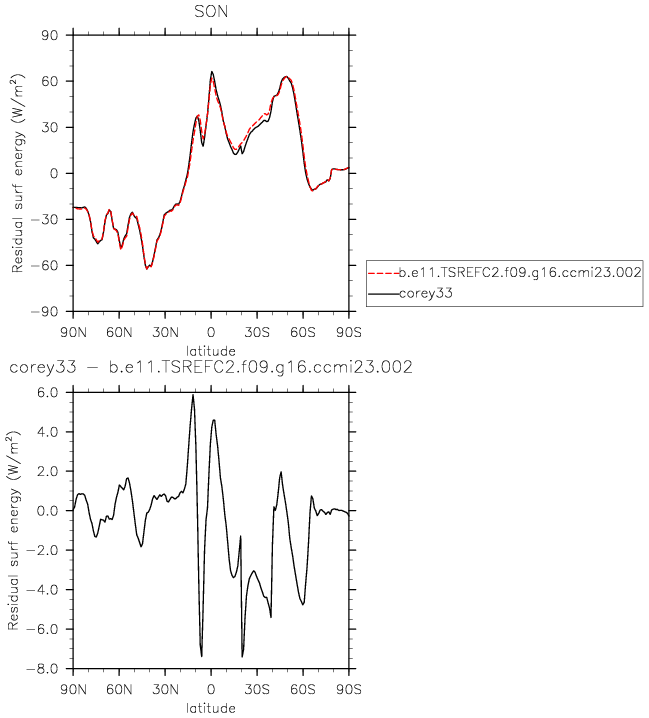 SON
90
60
30
0
−30
−60
−90
Residual surf energy (W/m²)
90N 60N 30N 0 30S 60S 90S
latitude
b.e11.TSREFC2.f09.g16.ccmi23.002
corey33
corey33 − b.e11.TSREFC2.f09.g16.ccmi23.002
6.0
4.0
2.0
0.0
−2.0
−4.0
−6.0
−8.0
Residual surf energy (W/m²)
90N 60N 30N 0 30S 60S 90S
latitude